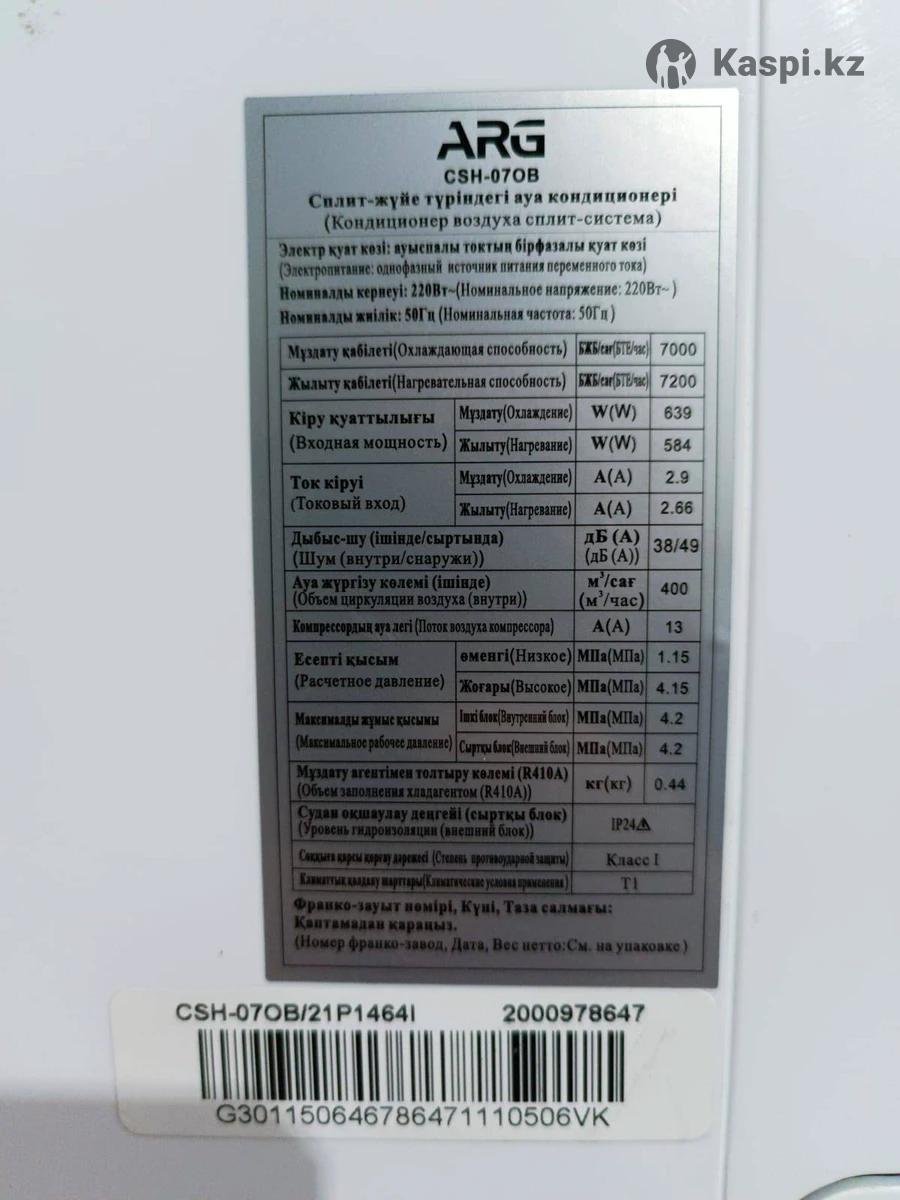 Kaspi.kz
ARG
CSH-07OB
Сплит-жүйе түріндегі ауа кондиционері
(Кондиционер воздуха сплит-система)
Электр қуат көзі: ауыспалы токтың бірфазалы қуат көзі
(Электропитание: однофазный источник питания переменного тока)
Номиналды кернеуі: 220Вт~(Номинальное напряжение: 220Вт~)
Номиналды жиілік: 50Гц (Номинальная частота: 50Гц)
Мұздату қабілеті(Охлаждающая способность) БЖБ/сағ(БТЕ/час) 7000
Жылыту қабілеті(Нагревательная способность) БЖБ/сағ(БТЕ/час) 7200
Кіру қуаттылығы (Входная мощность) Мұздату(Охлаждение) W(W) 639
Жылыту(Нагревание) W(W) 584
Ток кіруі (Токовый вход) Мұздату(Охлаждение) A(A) 2.9
Жылыту(Нагревание) A(A) 2.66
Дыбыс-шу (ішінде/сыртында) дБ (А) 38/49
(Шум (внутри/снаружи)) (дБ (А))
Ауа жүргізу көлемі (ішінде) м³/сағ 400
(Объем циркуляции воздуха (внутри)) (м³/час)
Компрессордың ауа легі (Поток воздуха компрессора) A(A) 13
Есепті қысым (Расчетное давление) өменгі(Низкое) МПа(МПа) 1.15
Жоғары(Высокое) МПа(МПа) 4.15
Максималды жұмыс қысымы (Максимальное рабочее давление) Ішкі блок(Внутренний блок) МПа(МПа) 4.2
Сыртқы блок(Внешний блок) МПа(МПа) 4.2
Мұздату агентімен толтыру көлемі (R410A) кг(кг) 0.44
(Объем заполнения хладагентом (R410A))
Судан оқшаулау деңгейі (сыртқы блок) IP24
(Уровень гидроизоляции (внешний блок))
Соққыға қарсы қорғау дәрежесі (Степень противоударной защиты) Класс I
Климаттық қолдану шарттары(Климатические условия применения) T1
Франко-зауыт нөмірі, Күні, Таза салмағы:
Қаптамадан қараңыз.
(Номер франко-завод, Дата, Вес нетто:См. на упаковке)
CSH-07OB/21P1464I 2000978647
G30115064678647111​0506VK